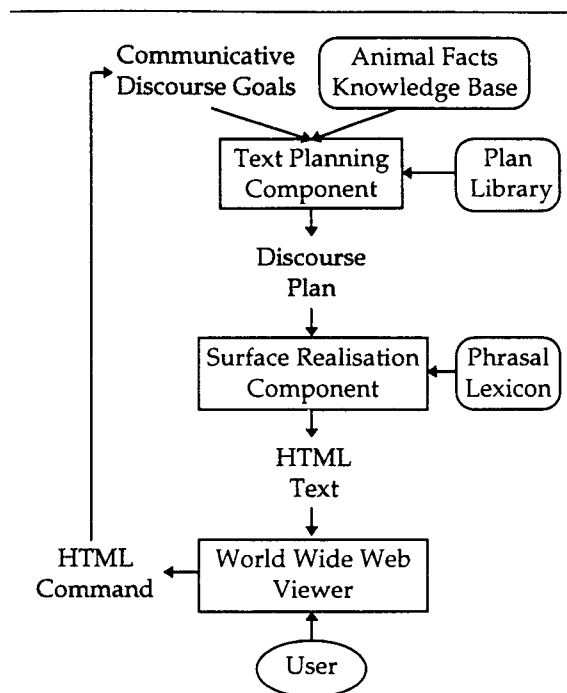 Communicative
Discourse Goals
Animal Facts
Knowledge Base
Text Planning
Component
Plan
Library
Discourse
Plan
Surface Realisation
Component
Phrasal
Lexicon
HTML
Text
HTML
Command
World Wide Web
Viewer
User